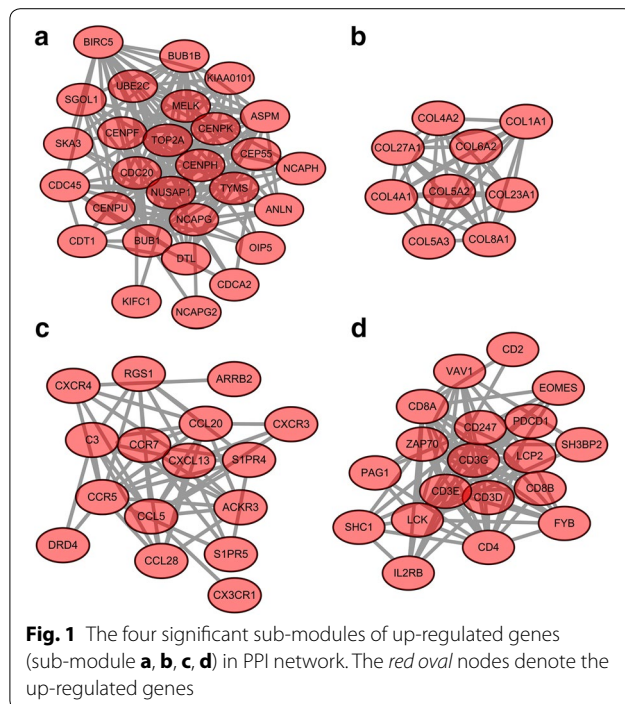 a
BIRC5
BUB1B
UBE2C
KIAA0101
SGOL1
MELK
ASPM
SKA3
CENPF
TOP2A
CENPK
CEP55
NCAPH
CDC45
CDC20
CENPH
TYMS
NUSAP1
CENPU
NCAPG
ANLN
CDT1
BUB1
DTL
OIP5
CDCA2
KIFC1
NCAPG2
b
COL4A2
COL1A1
COL27A1
COL6A2
COL4A1
COL5A2
COL23A1
COL5A3
COL8A1
c
CXCR4
RGS1
ARRB2
CCL20
CXCR3
C3
CCR7
CXCL13
S1PR4
CCR5
CCL5
ACKR3
DRD4
CCL28
S1PR5
CX3CR1
d
CD2
VAV1
EOMES
CD8A
CD247
PDCD1
ZAP70
SH3BP2
CD3G
LCP2
PAG1
CD3E
CD3D
CD8B
SHC1
LCK
FYB
CD4
IL2RB
Fig. 1 The four significant sub-modules of up-regulated genes
(sub-module a, b, c, d) in PPI network. The red oval nodes denote the
up-regulated genes